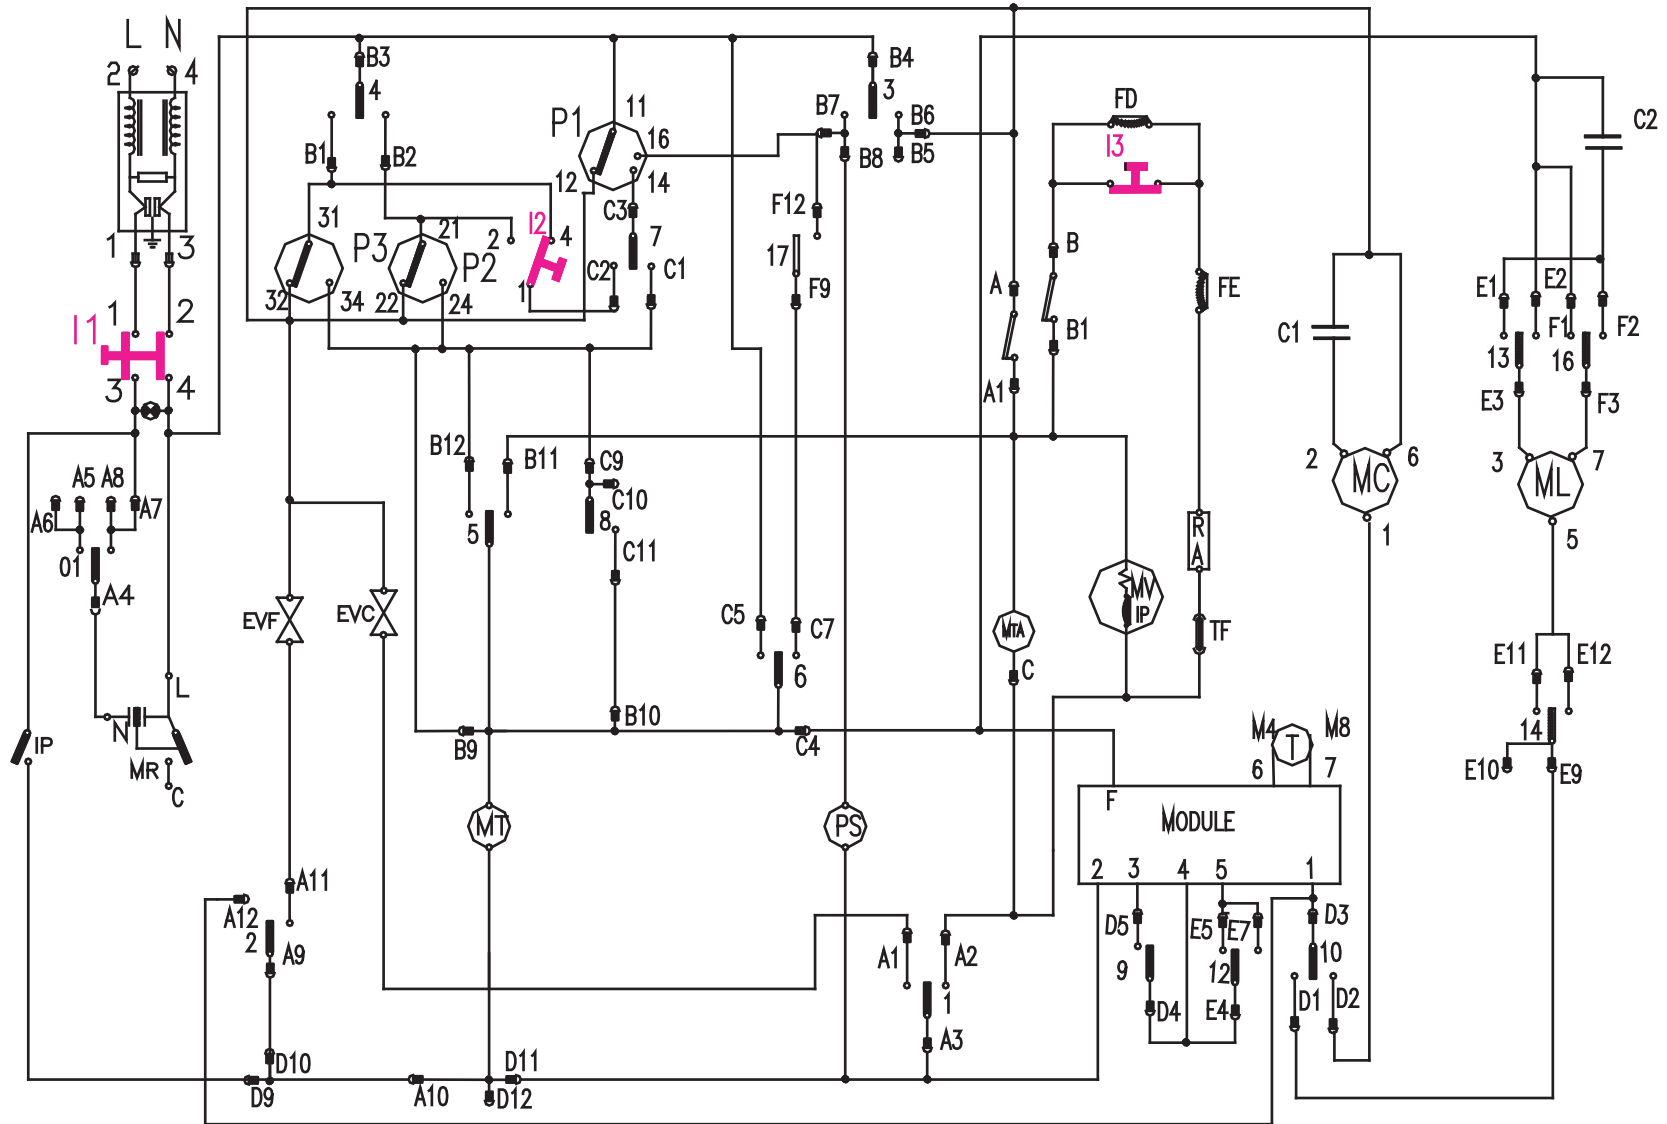 L N
2 4
1 3
I1
1 2
3 4
A5 A8
A6 A7
01
A4
L
N
IP
MR
C
B3
4
B1
B2
31
P3
32 34
21
P2
22 24
I2
2 4
1
P1
11
16
12 14
C3
7
C2 C1
B4
3
B7 B6
B8 B5
F12
17
F9
A
A1
FD
I3
B
B1
FE
C1
C2
E1 E2
F1 F2
13 16
E3 F3
2 MC 6
1
3 ML 7
5
B12 B11
5
C9
C10
8
C11
B10
B9
C5 C7
6
C4
EVF EVC
MTA
C
MV
IP
R
A
TF
M4 T M8
6 7
F
MODULE
2 3 4 5 1
MT
PS
E11 E12
14
E10 E9
A11
A12
2
A9
D10
D9
A10
D11
D12
A1 A2
1
A3
D5
9
D4
E5 E7
12
E4
D3
10
D1 D2